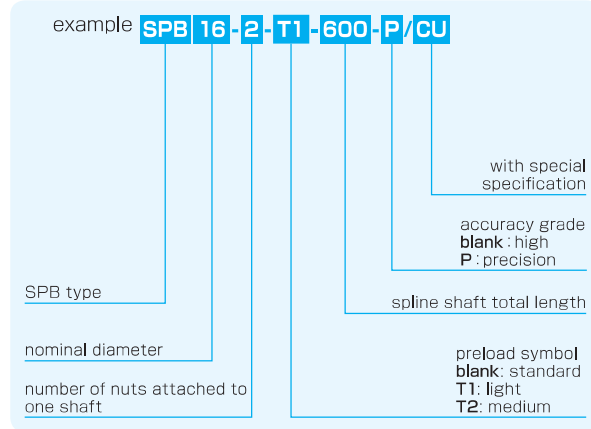 example SPB 16-2-T1-600-P/CU
with special
specification
accuracy grade
blank : high
P : precision
SPB type
spline shaft total length
nominal diameter
preload symbol
blank: standard
T1: light
T2: medium
number of nuts attached to
one shaft